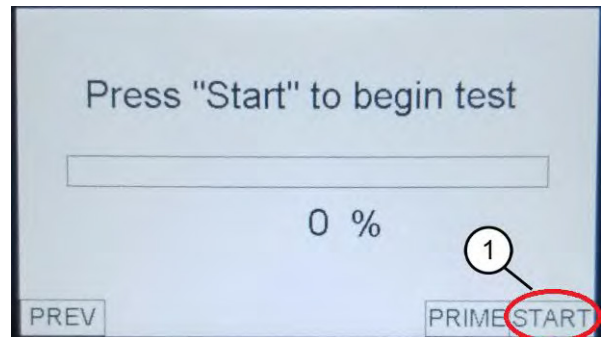 Press "Start" to begin test
0 %
1
PREV
PRIME
START